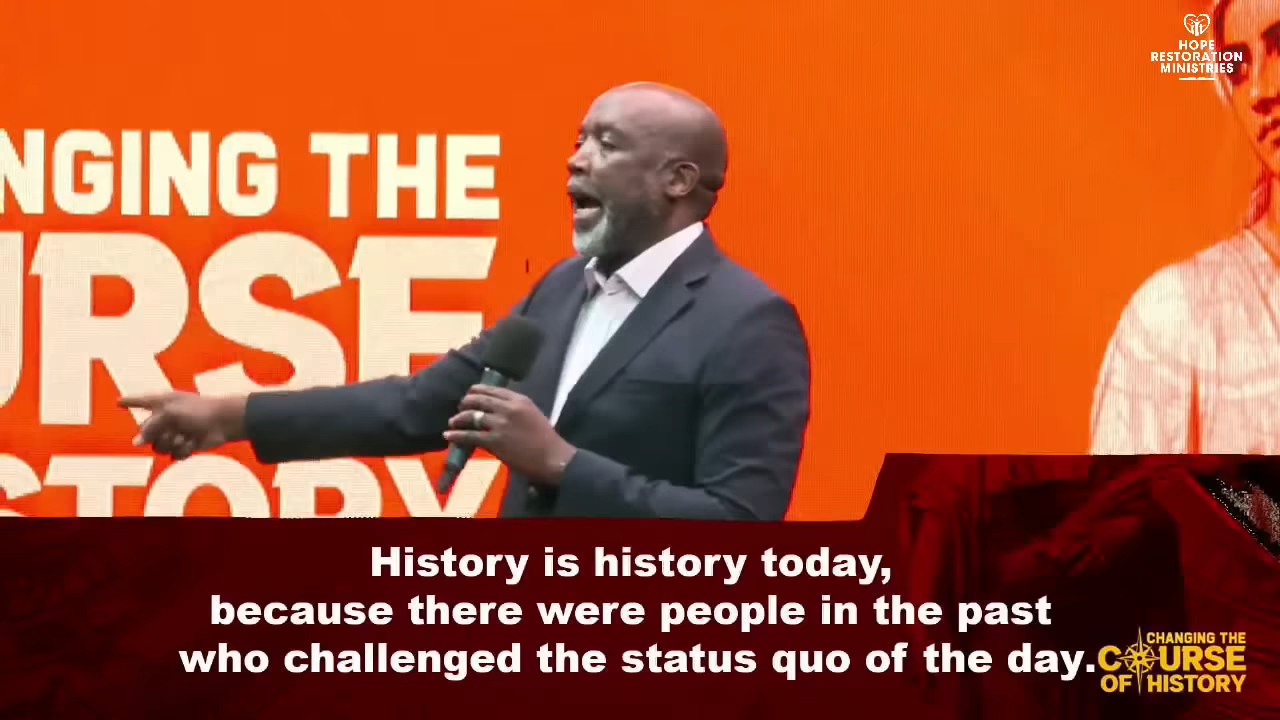 HOPE
RESTORATION
MINISTRIES
NGING THE
URSE
STORY
History is history today,
because there were people in the past
who challenged the status quo of the day.
CHANGING THE
COURSE
OF HISTORY